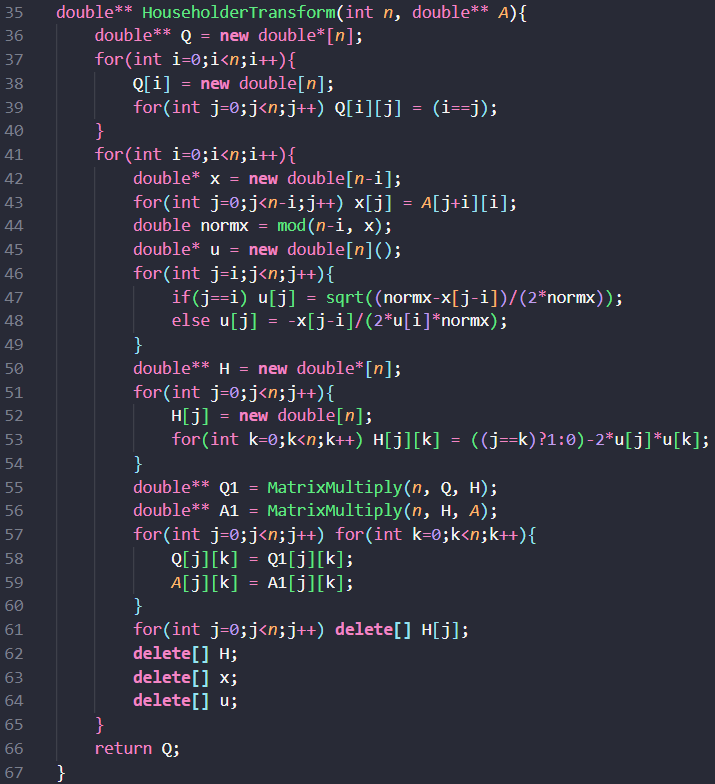 35 double** HouseholderTransform(int n, double** A){
36     double** Q = new double*[n];
37     for(int i=0;i<n;i++){
38         Q[i] = new double[n];
39         for(int j=0;j<n;j++) Q[i][j] = (i==j);
40     }
41     for(int i=0;i<n;i++){
42         double* x = new double[n-i];
43         for(int j=0;j<n-i;j++) x[j] = A[j+i][i];
44         double normx = mod(n-i, x);
45         double* u = new double[n]();
46         for(int j=i;j<n;j++){
47             if(j==i) u[j] = sqrt((normx-x[j-i])/(2*normx));
48             else u[j] = -x[j-i]/(2*u[i]*normx);
49         }
50         double** H = new double*[n];
51         for(int j=0;j<n;j++){
52             H[j] = new double[n];
53             for(int k=0;k<n;k++) H[j][k] = ((j==k)?1:0)-2*u[j]*u[k];
54         }
55         double** Q1 = MatrixMultiply(n, Q, H);
56         double** A1 = MatrixMultiply(n, H, A);
57         for(int j=0;j<n;j++) for(int k=0;k<n;k++){
58             Q[j][k] = Q1[j][k];
59             A[j][k] = A1[j][k];
60         }
61         for(int j=0;j<n;j++) delete[] H[j];
62         delete[] H;
63         delete[] x;
64         delete[] u;
65     }
66     return Q;
67 }